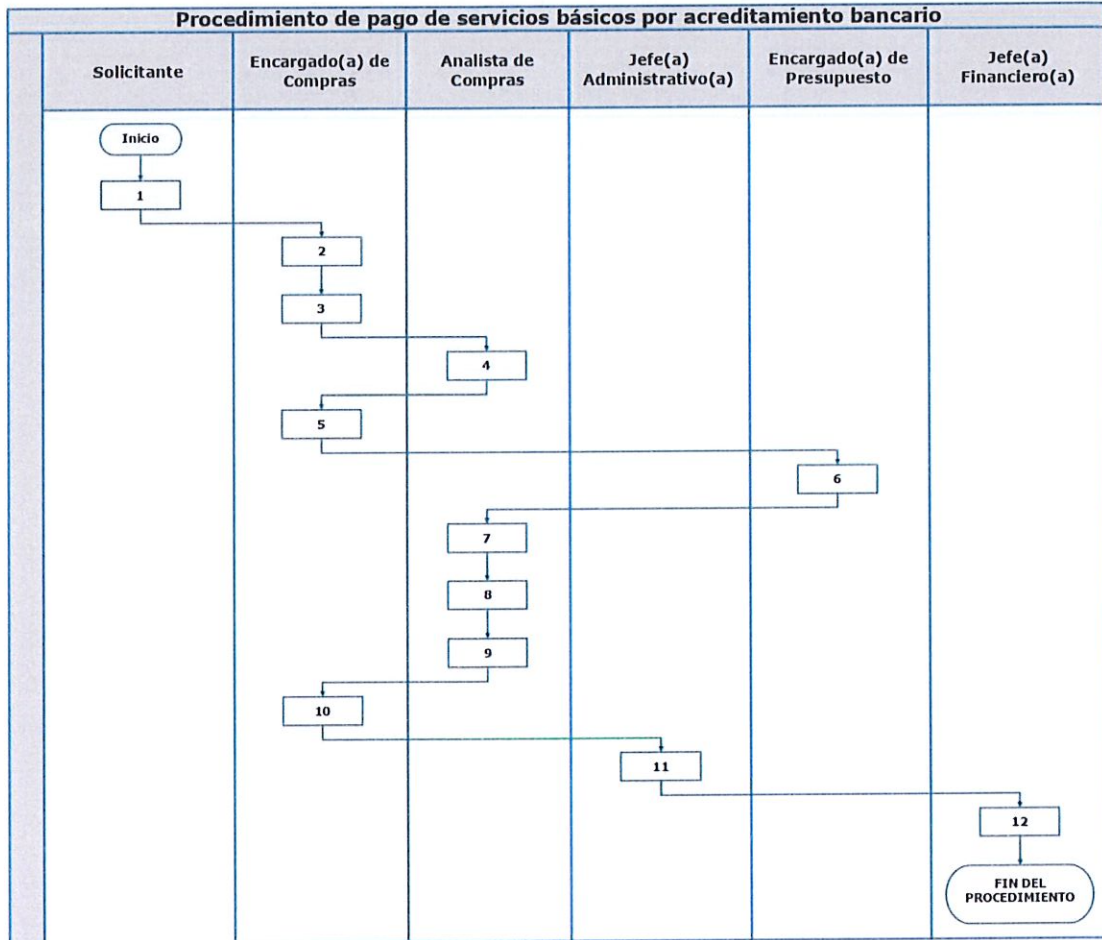 Procedimiento de pago de servicios básicos por acreditamiento bancario
Solicitante
Encargado(a) de
Compras
Analista de
Compras
Jefe(a)
Administrativo(a)
Encargado(a) de
Presupuesto
Jefe(a)
Financiero(a)
Inicio
1
2
3
4
5
6
7
8
9
10
11
12
FIN DEL
PROCEDIMIENTO